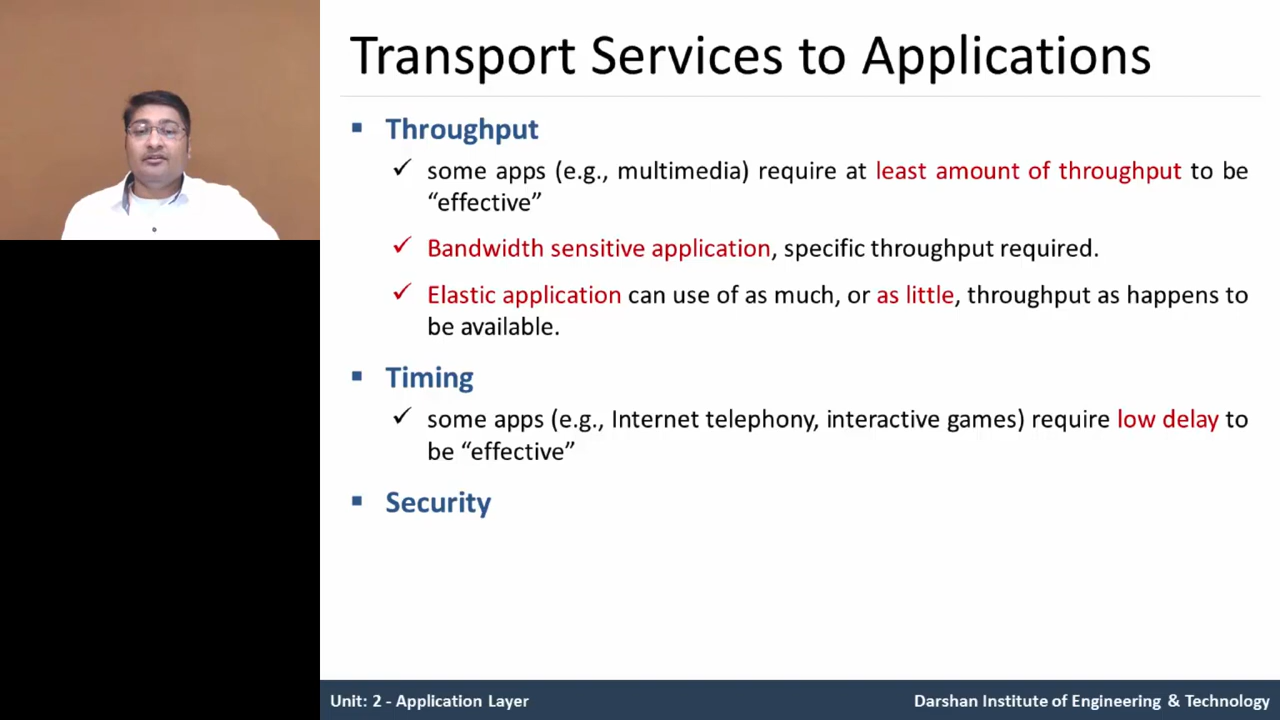 Transport Services to Applications
Throughput
some apps (e.g., multimedia) require at least amount of throughput to be
“effective”
Bandwidth sensitive application, specific throughput required.
Elastic application can use of as much, or as little, throughput as happens to
be available.
Timing
some apps (e.g., Internet telephony, interactive games) require low delay to
be “effective”
Security
Unit: 2 - Application Layer
Darshan Institute of Engineering & Technology